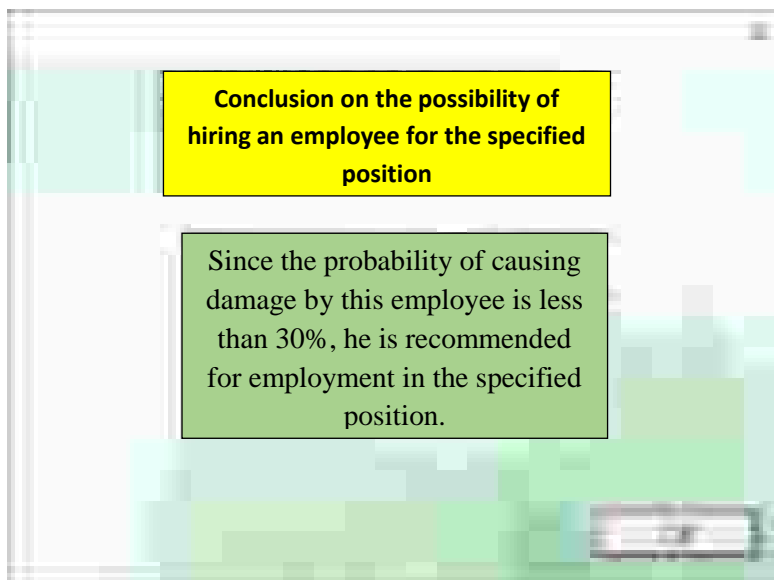 Conclusion on the possibility of
hiring an employee for the specified
position
Since the probability of causing
damage by this employee is less
than 30%, he is recommended
for employment in the specified
position.